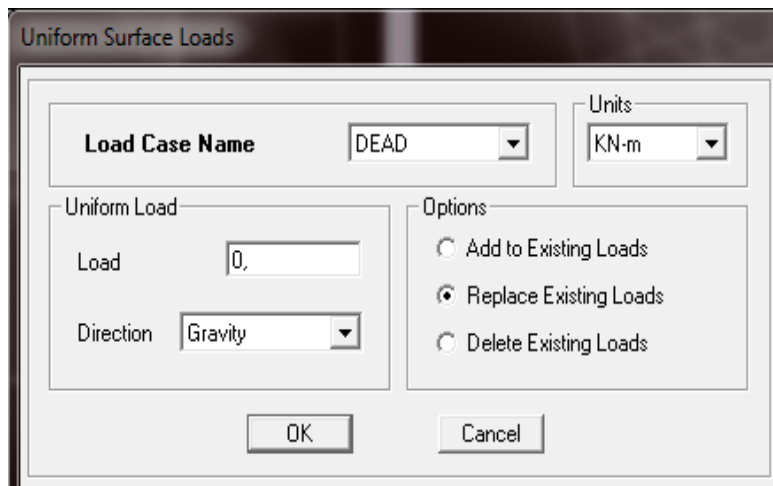 Uniform Surface Loads
Load Case Name DEAD
Units
KN-m
Uniform Load
Load 0,
Direction Gravity
Options
Add to Existing Loads
Replace Existing Loads
Delete Existing Loads
OK Cancel